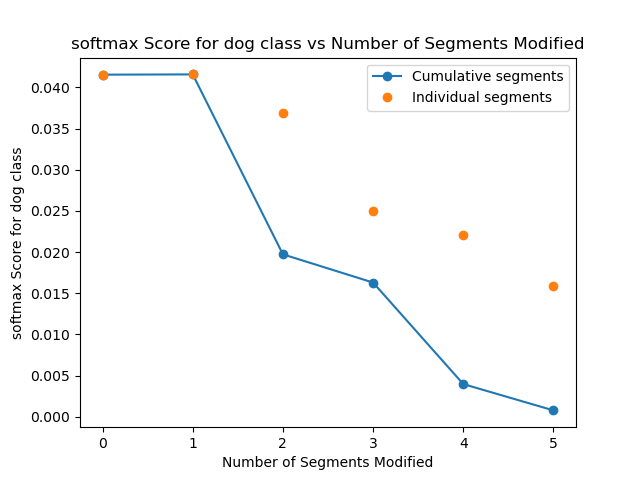 softmax Score for dog class vs Number of Segments Modified
Cumulative segments
Individual segments
softmax Score for dog class
0.040
0.035
0.030
0.025
0.020
0.015
0.010
0.005
0.000
0 1 2 3 4 5
Number of Segments Modified